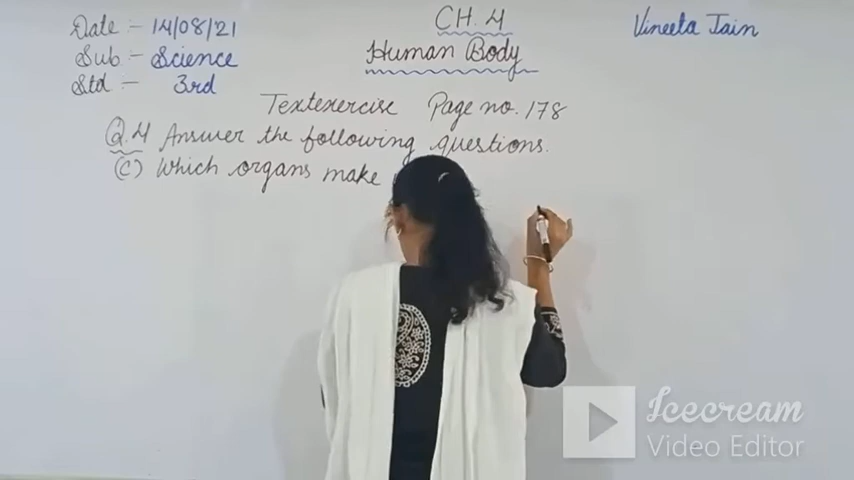 Date :- 14/08/21
CH. 4
Vineeta Jain
Sub :- Science
Human Body
Std :- 3rd
Textexercise Page no. 178
Q.4 Answer the following questions.
(C) Which organs make
Icecream
Video Editor